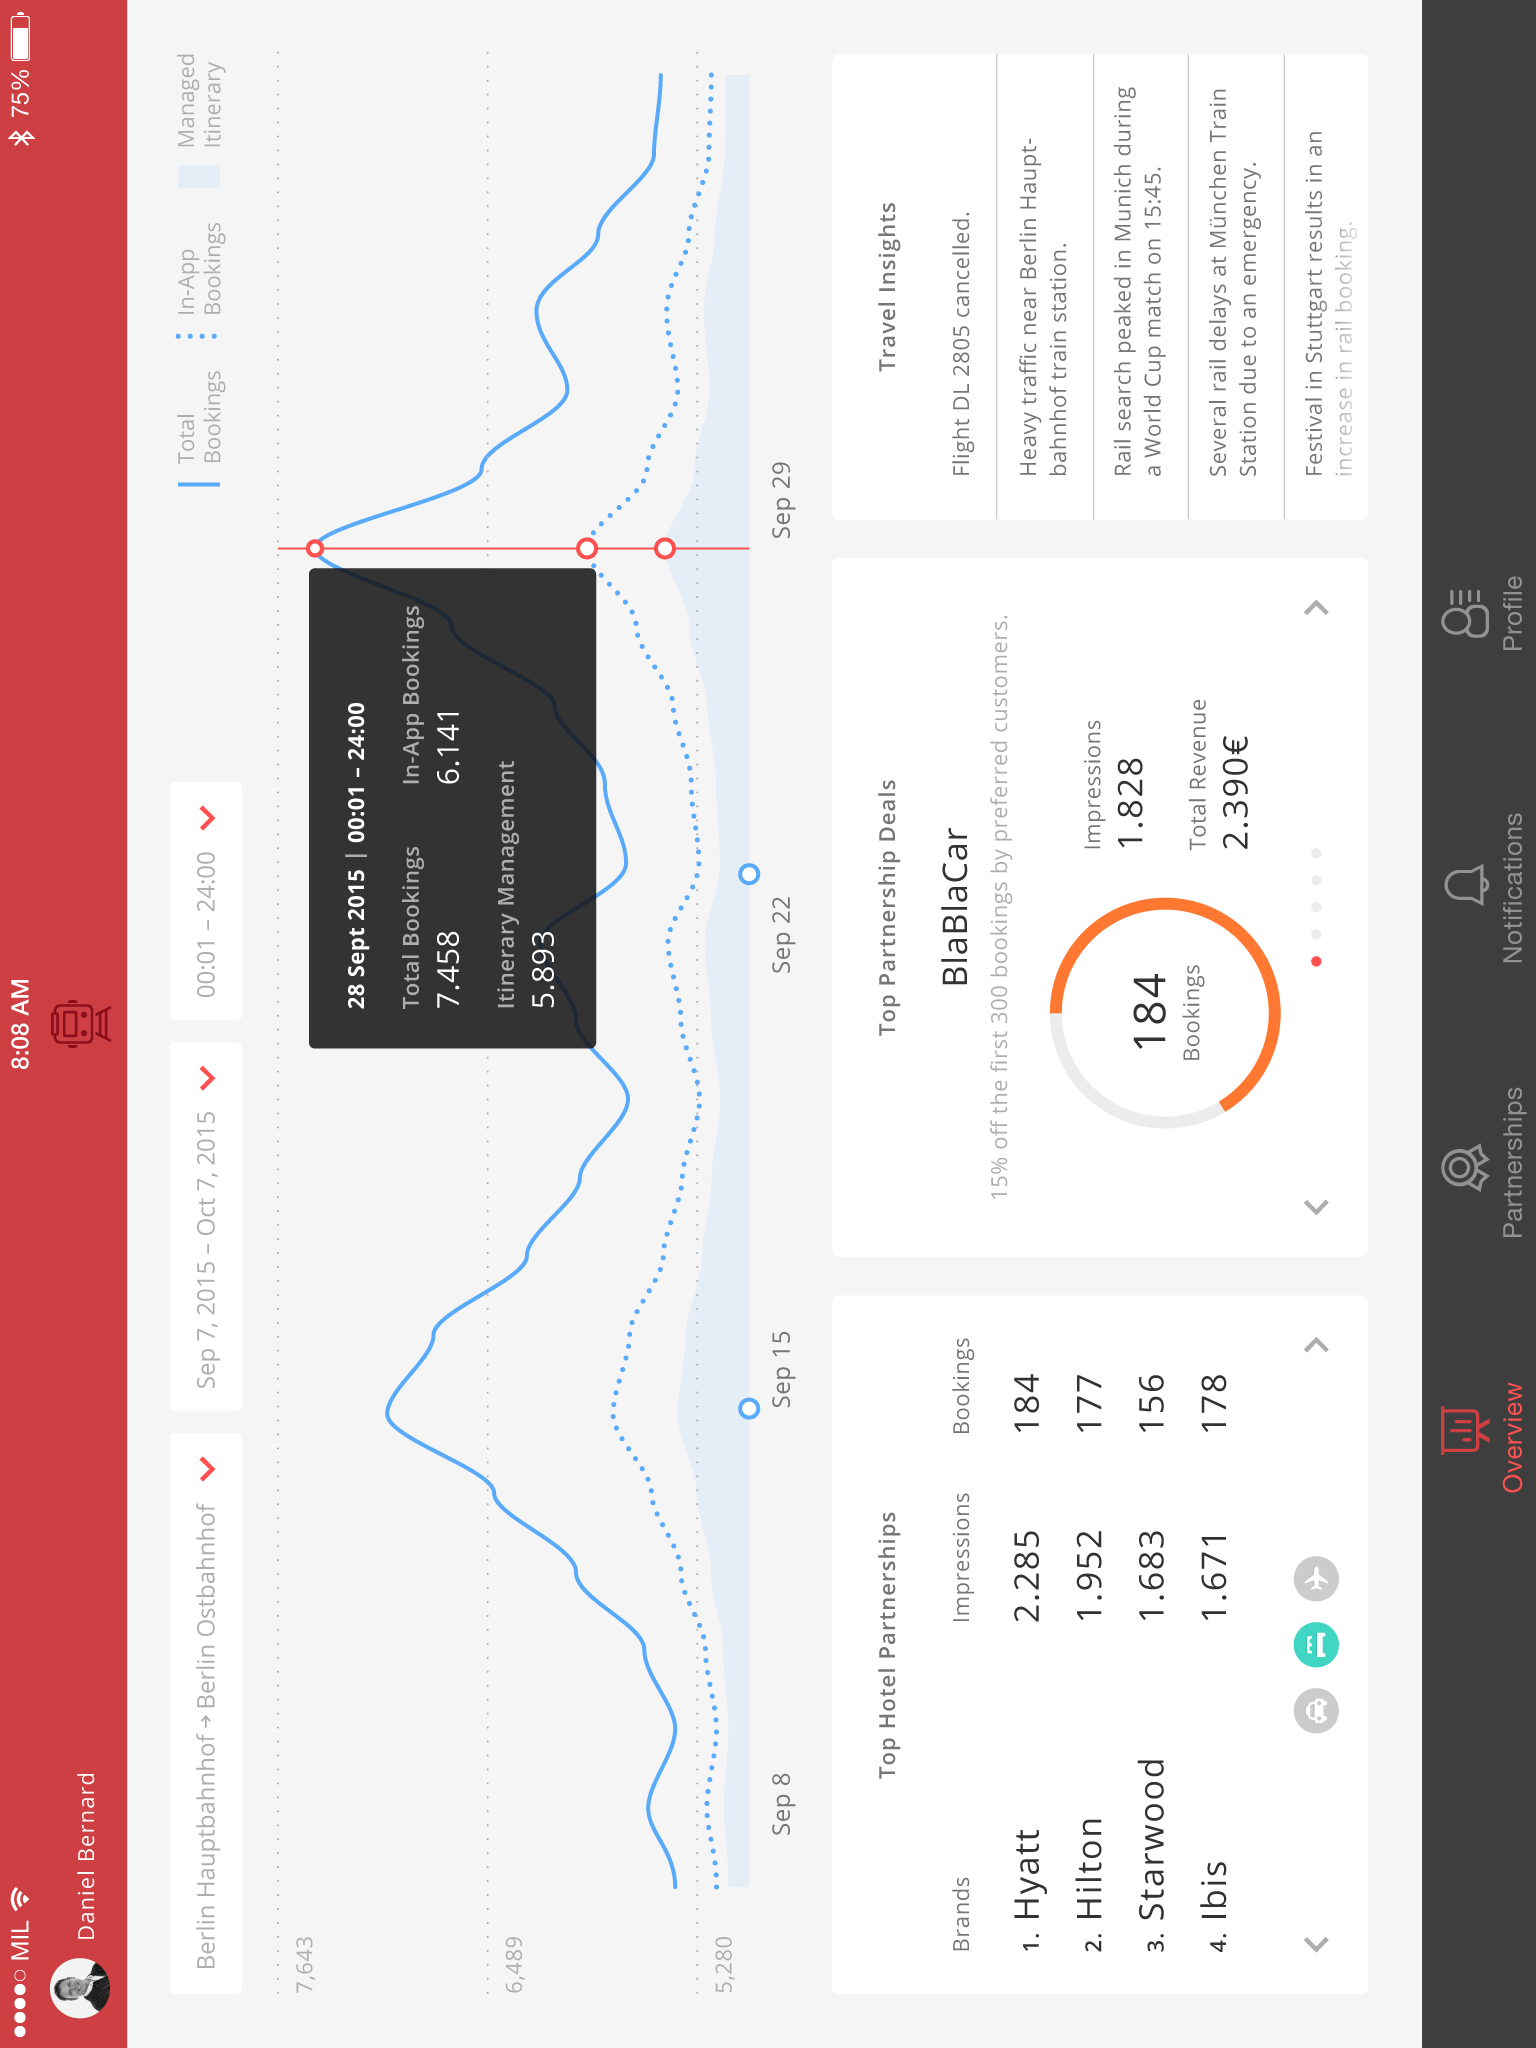 MIL
8:08 AM
75%
Daniel Bernard
Berlin Hauptbahnhof → Berlin Ostbahnhof
Sep 7, 2015 – Oct 7, 2015
00:01 – 24:00
Total
Bookings
In-App
Bookings
Managed
Itinerary
7,643
6,489
5,280
28 Sept 2015 | 00:01 – 24:00
Total Bookings
In-App Bookings
7.458
6.141
Itinerary Management
5.893
Sep 8
Sep 15
Sep 22
Sep 29
Top Hotel Partnerships
Brands Impressions Bookings
1. Hyatt 2.285 184
2. Hilton 1.952 177
3. Starwood 1.683 156
4. Ibis 1.671 178
Top Partnership Deals
BlaBlaCar
15% off the first 300 bookings by preferred customers.
184
Bookings
Impressions
1.828
Total Revenue
2.390€
Travel Insights
Flight DL 2805 cancelled.
Heavy traffic near Berlin Haupt-
bahnhof train station.
Rail search peaked in Munich during
a World Cup match on 15:45.
Several rail delays at München Train
Station due to an emergency.
Festival in Stuttgart results in an
increase in rail booking.
Overview
Partnerships
Notifications
Profile